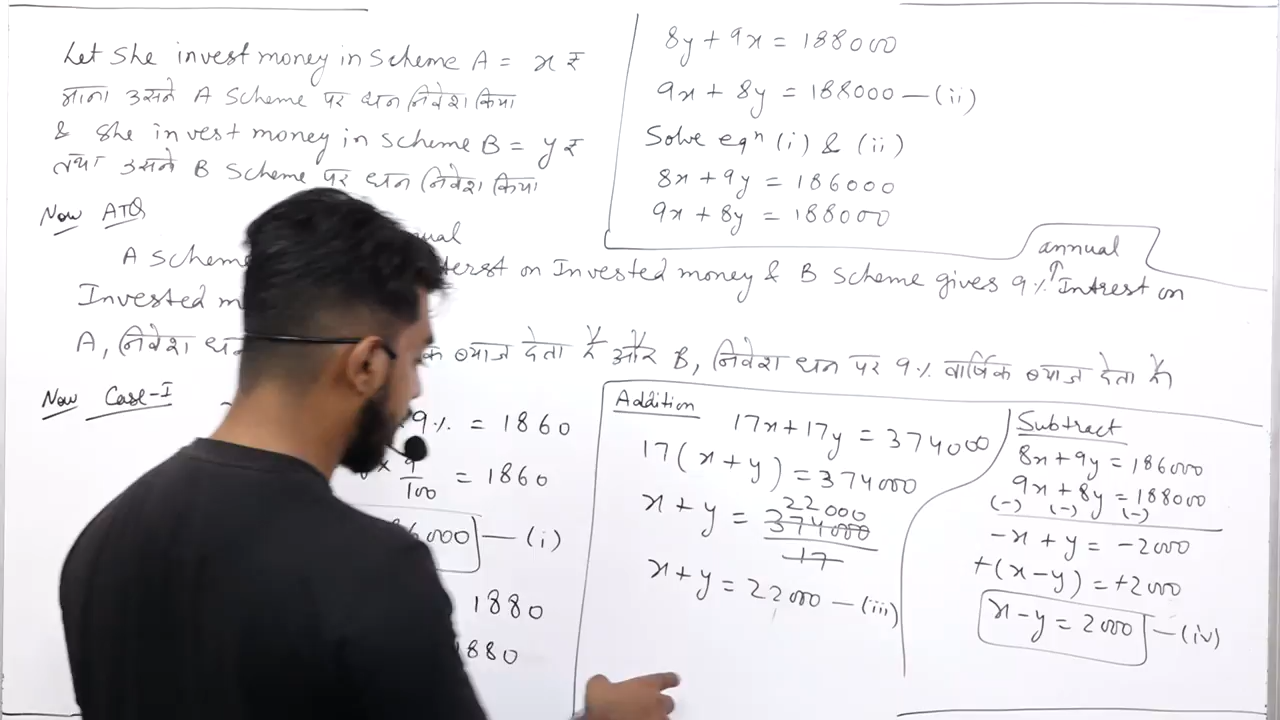 Let she invest money in Scheme A = x ₹
माना उसने A Scheme पर धन निवेश किया
& she invest money in scheme B = y ₹
तथा उसने B Scheme पर धन निवेश किया
Now ATQ
A scheme on Invested money & B scheme gives 9% annual Intrest on
Invested
A, निवेश धन ब्याज देता है और B, निवेश धन पर 9% वार्षिक ब्याज देता है
Now Case-I
9% = 1860
× 9/100 = 1860
6000 — (i)
1880
1880
8y + 9x = 188000
9x + 8y = 188000 — (ii)
Solve eqⁿ (i) & (ii)
8x + 9y = 186000
9x + 8y = 188000
Addition
17x + 17y = 374000
17(x + y) = 374000
x + y = 374000/17 22000
x + y = 22000 — (iii)
Subtract
8x + 9y = 186000
9x + 8y = 188000
(-) (-) (-)
-x + y = -2000
+(x - y) = +2000
x - y = 2000 — (iv)